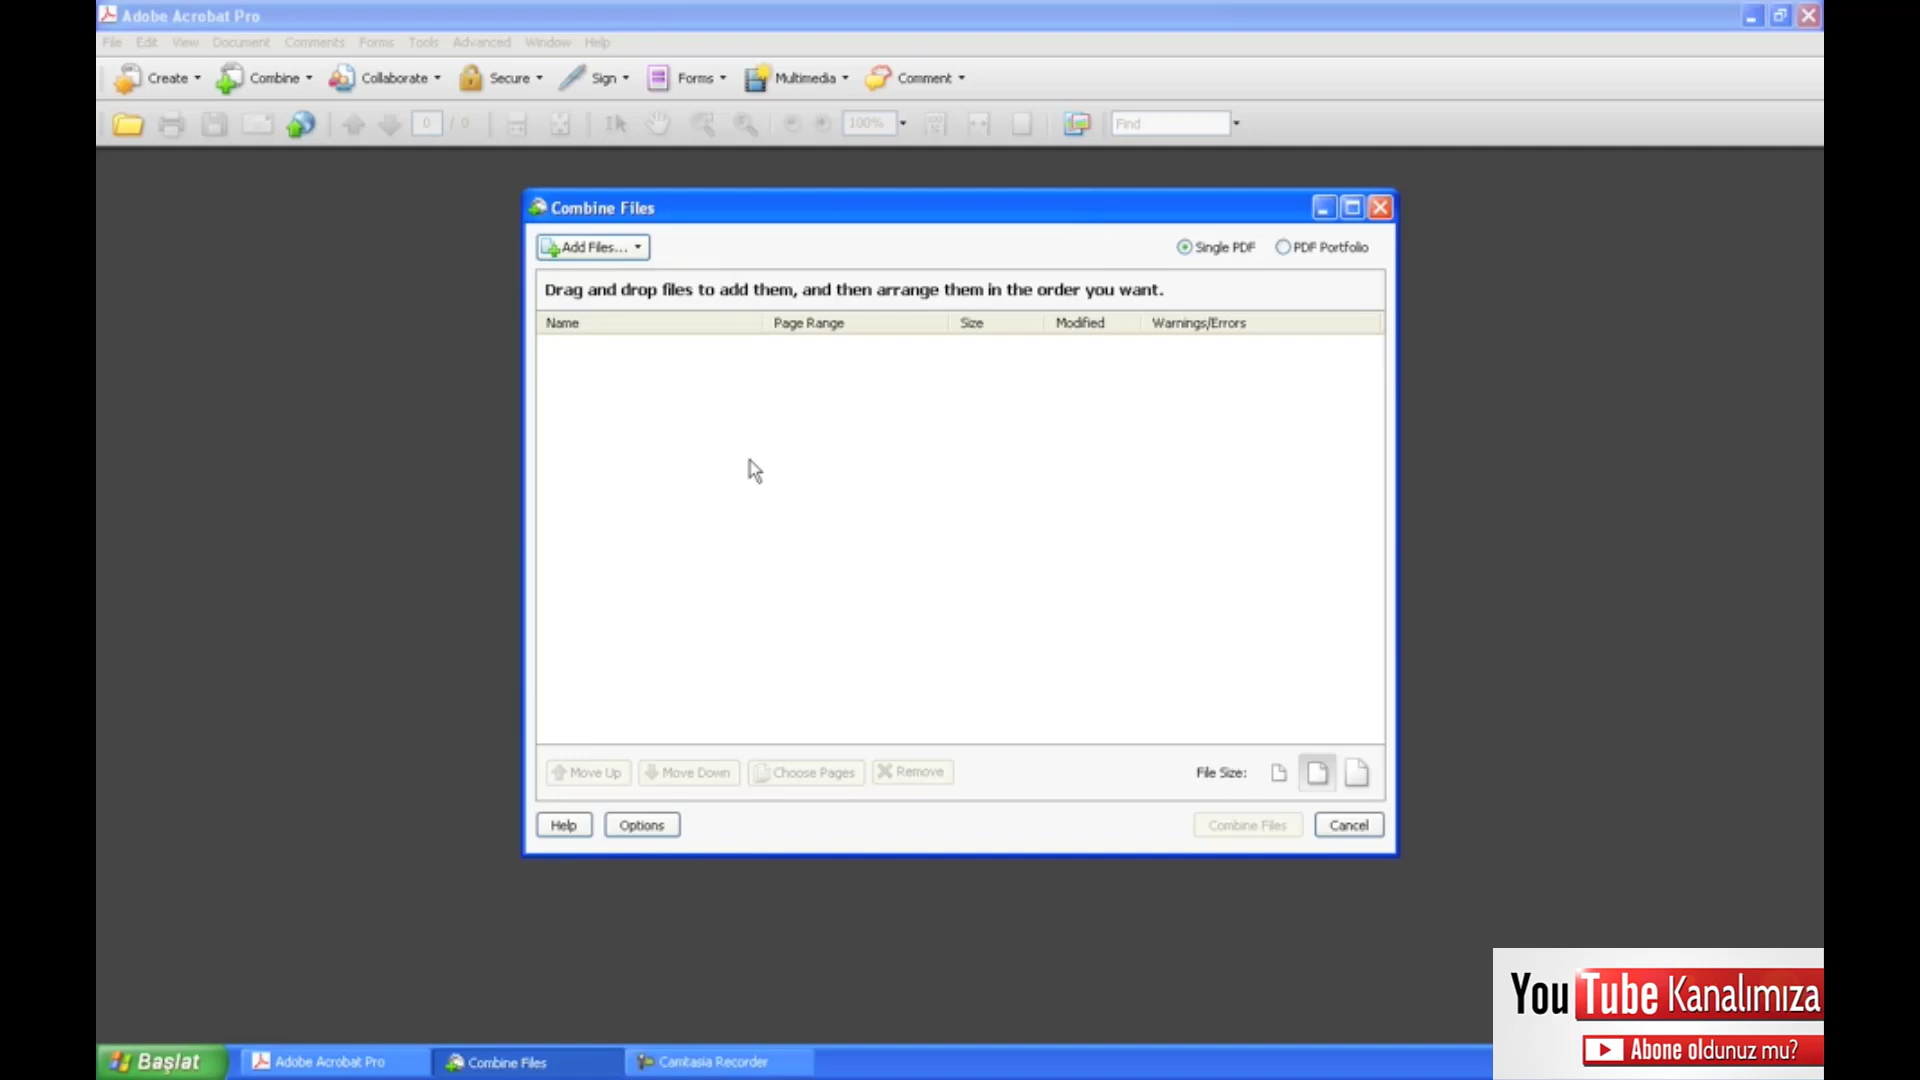 Adobe Acrobat Pro
File Edit View Document Comments Forms Tools Advanced Window Help
Create Combine Collaborate Secure Sign Forms Multimedia Comment
0 / 0 100% Find
Combine Files
Add Files... Single PDF PDF Portfolio
Drag and drop files to add them, and then arrange them in the order you want.
Name Page Range Size Modified Warnings/Errors
Move Up Move Down Choose Pages Remove File Size:
Help Options Combine Files Cancel
YouTube Kanalımıza
Abone oldunuz mu?
Başlat Adobe Acrobat Pro Combine Files Camtasia Recorder